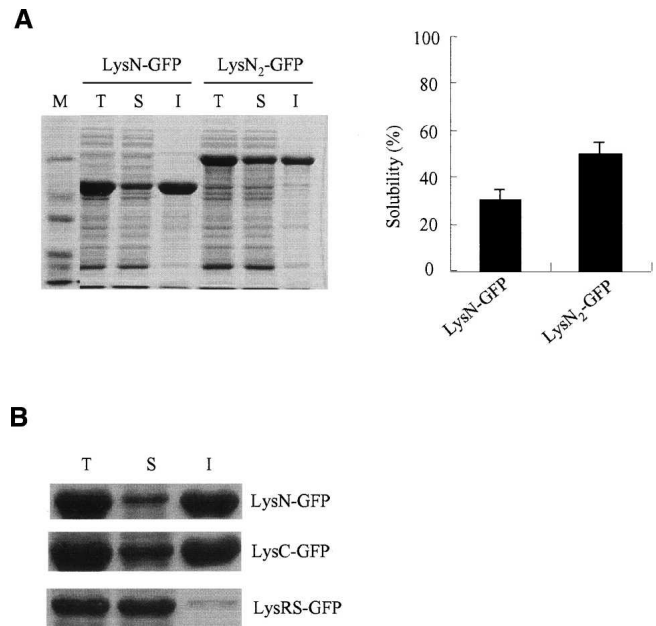 A
LysN-GFP LysN₂-GFP
M T S I T S I
100
80
60
40
20
0
Solubility (%)
LysN-GFP
LysN₂-GFP
B
T S I
LysN-GFP
LysC-GFP
LysRS-GFP